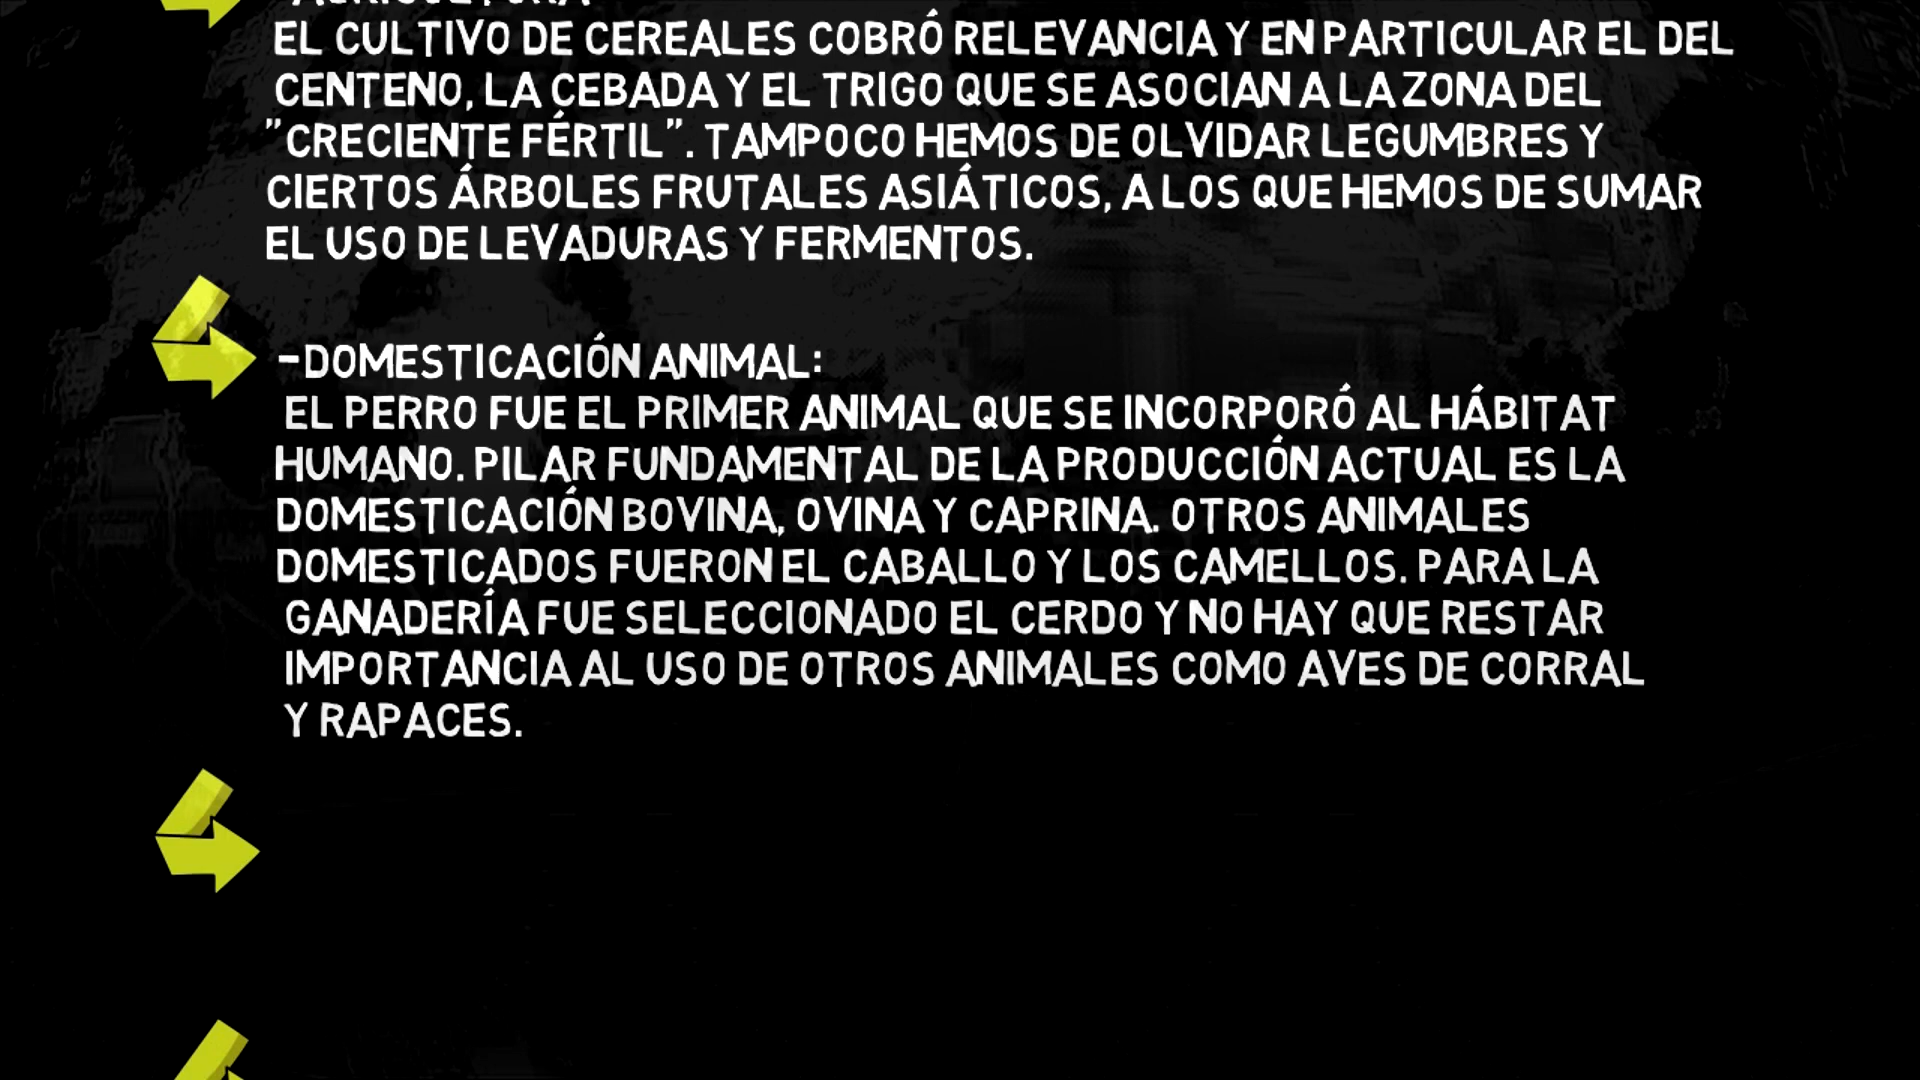 -AGRICULTURA
EL CULTIVO DE CEREALES COBRÓ RELEVANCIA Y EN PARTICULAR EL DEL
CENTENO, LA CEBADA Y EL TRIGO QUE SE ASOCIAN A LA ZONA DEL
"CRECIENTE FÉRTIL". TAMPOCO HEMOS DE OLVIDAR LEGUMBRES Y
CIERTOS ÁRBOLES FRUTALES ASIÁTICOS, A LOS QUE HEMOS DE SUMAR
EL USO DE LEVADURAS Y FERMENTOS.
-DOMESTICACIÓN ANIMAL:
EL PERRO FUE EL PRIMER ANIMAL QUE SE INCORPORÓ AL HÁBITAT
HUMANO. PILAR FUNDAMENTAL DE LA PRODUCCIÓN ACTUAL ES LA
DOMESTICACIÓN BOVINA, OVINA Y CAPRINA. OTROS ANIMALES
DOMESTICADOS FUERON EL CABALLO Y LOS CAMELLOS. PARA LA
GANADERÍA FUE SELECCIONADO EL CERDO Y NO HAY QUE RESTAR
IMPORTANCIA AL USO DE OTROS ANIMALES COMO AVES DE CORRAL
Y RAPACES.